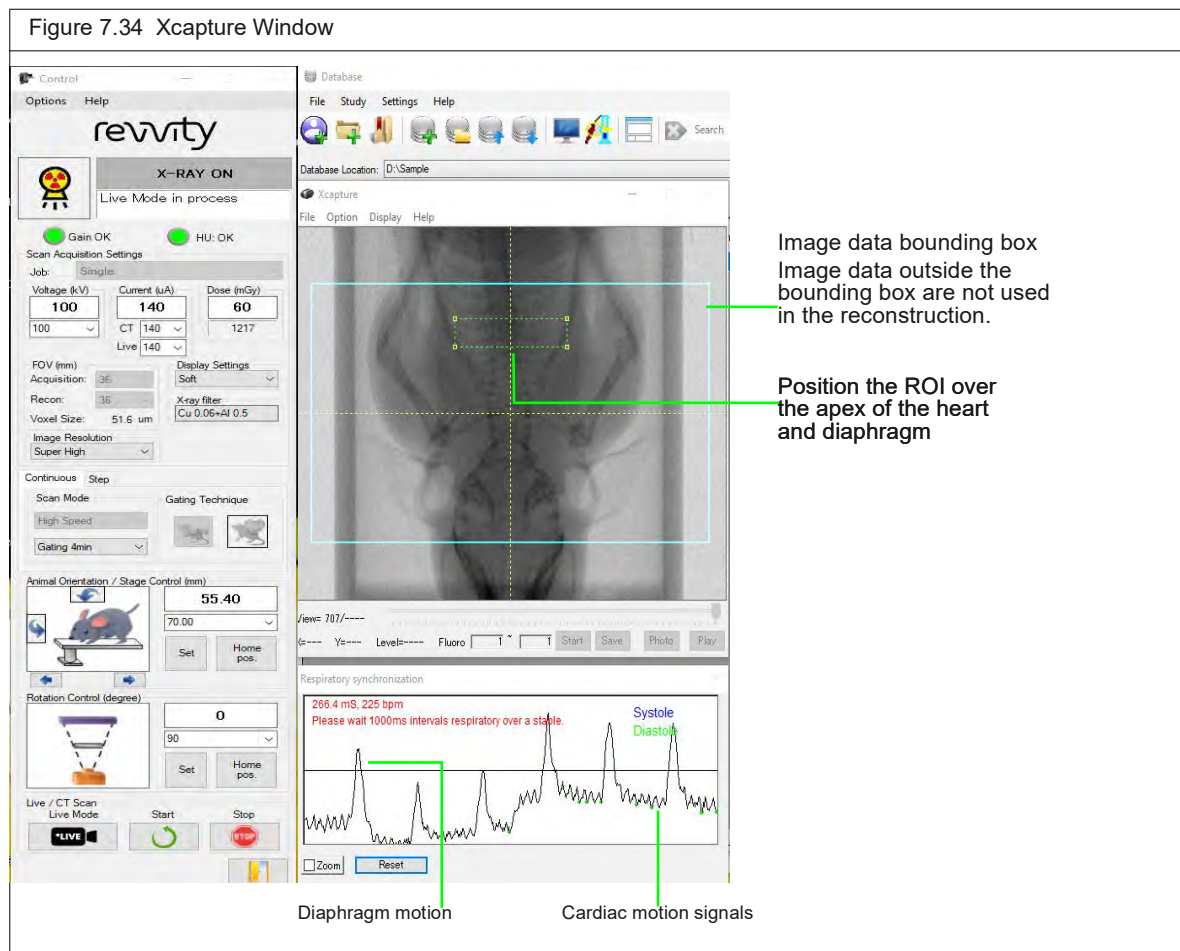 Figure 7.34 Xcapture Window
Control
Options Help
revvity
X-RAY ON
Live Mode in process
Gain OK HU: OK
Scan Acquisition Settings
Job: Single
Voltage (kV) Current (uA) Dose (mGy)
100 140 60
100 CT 140 1217
Live 140
FOV (mm) Display Settings
Acquisition: 36 Soft
Recon: 36 X-ray filter
Voxel Size: 51.6 um Cu 0.06+Al 0.5
Image Resolution
Super High
Continuous Step
Scan Mode Gating Technique
High Speed
Gating 4min
Animal Orientation / Stage Control (mm)
55.40
70.00
Set Home pos.
Rotation Control (degree)
0
90
Set Home pos.
Live / CT Scan
Live Mode Start Stop
LIVE STOP
Database
File Study Settings Help
Search
Database Location: D:\Sample
Xcapture
File Option Display Help
View= 707/----
X=--- Y=--- Level=---- Fluoro 1 ~ 1 Start Save Photo Play
Respiratory synchronization
266.4 mS, 225 bpm
Please wait 1000ms intervals respiratory over a stable.
Systole
Diastole
Zoom Reset
Image data bounding box
Image data outside the
bounding box are not used
in the reconstruction.
Position the ROI over
the apex of the heart
and diaphragm
Diaphragm motion Cardiac motion signals